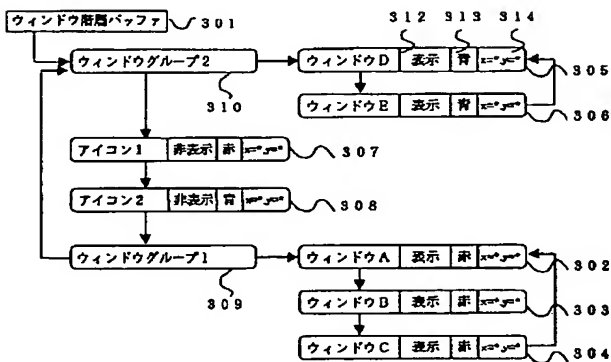 ウィンドウ階層バッファ 301
312 313 314
ウィンドウグループ2 ウィンドウD 表示 青 x=* y=* 305
310 ウィンドウE 表示 青 x=* y=* 306
アイコン1 非表示 赤 x=* y=* 307
アイコン2 非表示 青 x=* y=* 308
ウィンドウグループ1 ウィンドウA 表示 赤 x=* y=* 302
309 ウィンドウB 表示 赤 x=* y=* 303
ウィンドウC 表示 赤 x=* y=* 304